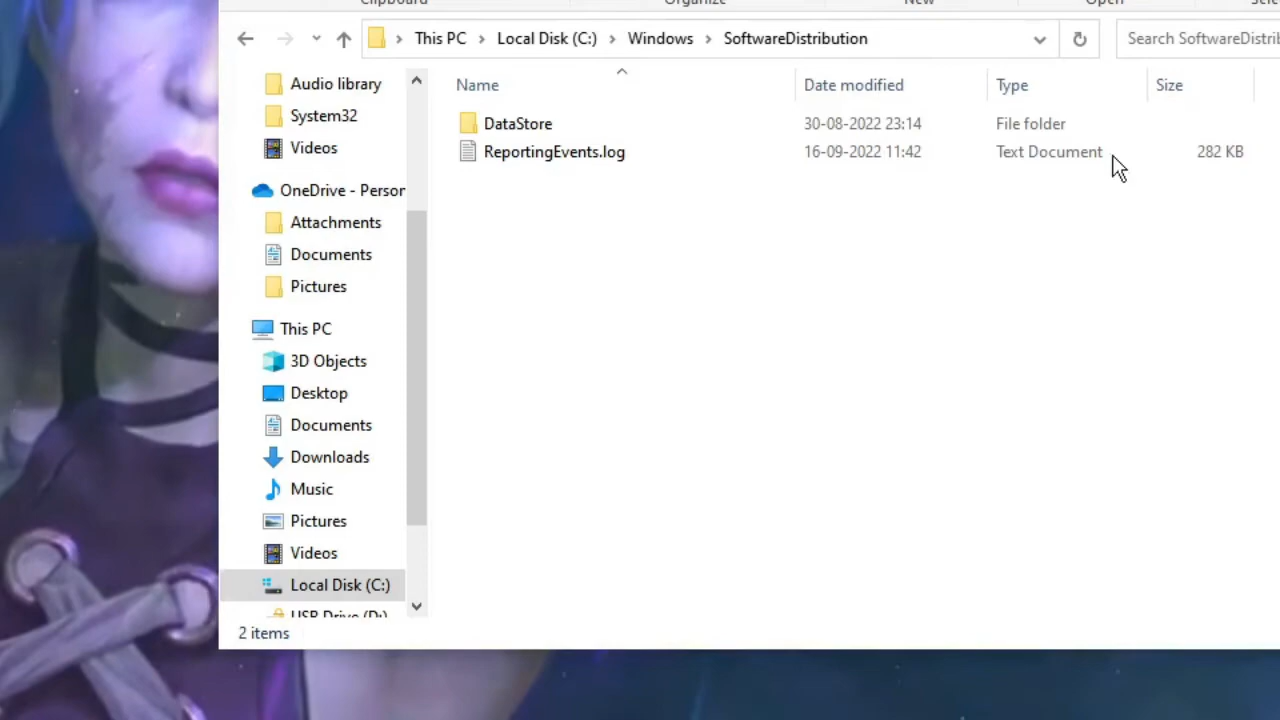 Clipboard Organize New Open
This PC Local Disk (C:) Windows SoftwareDistribution
Search SoftwareDistrib
Name Date modified Type Size
DataStore 30-08-2022 23:14 File folder
ReportingEvents.log 16-09-2022 11:42 Text Document 282 KB
Audio library
System32
Videos
OneDrive - Person
Attachments
Documents
Pictures
This PC
3D Objects
Desktop
Documents
Downloads
Music
Pictures
Videos
Local Disk (C:)
USB Drive (D:)
2 items